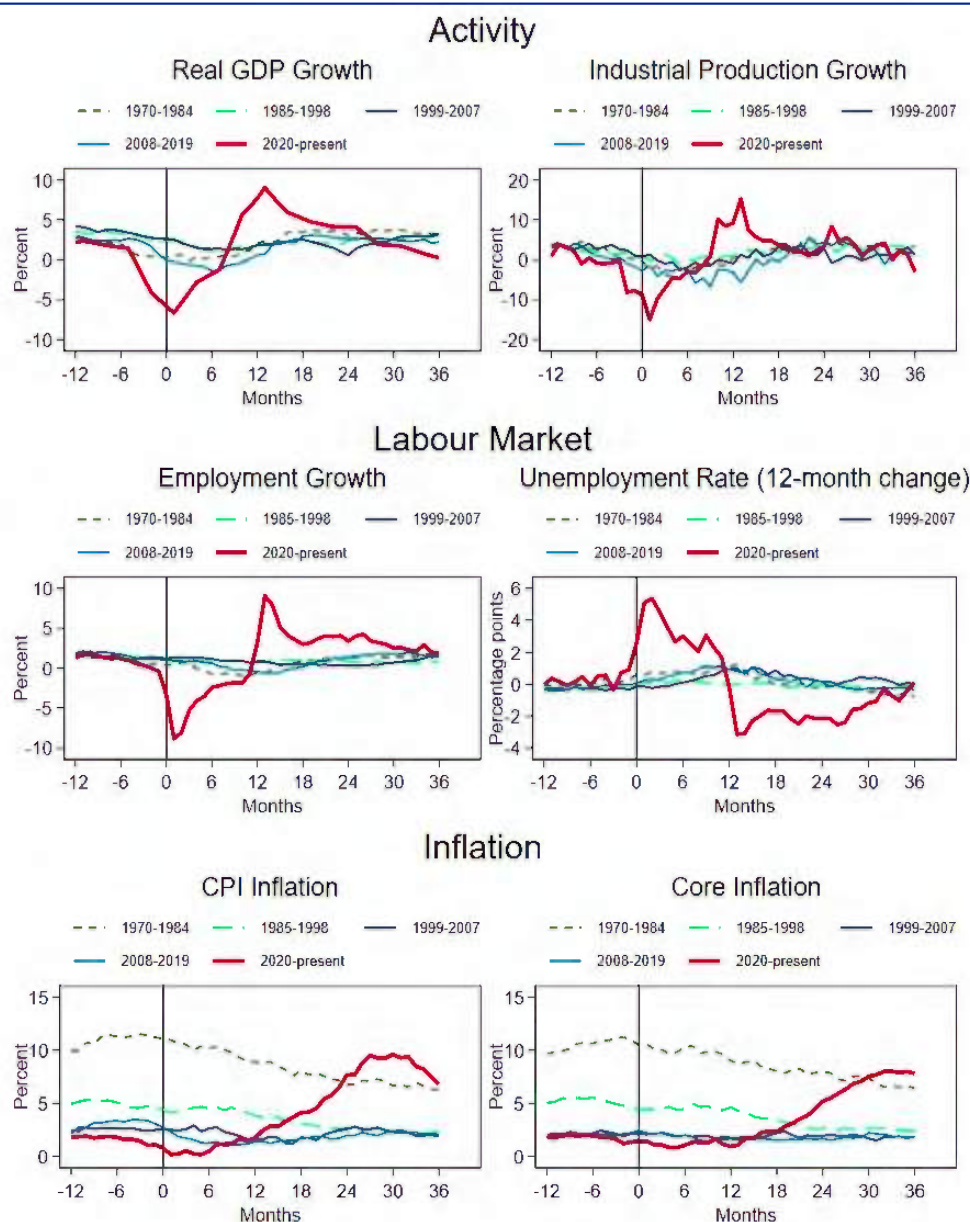 Activity
Real GDP Growth
1970-1984 1985-1998 1999-2007
2008-2019 2020-present
10
5
0
-5
-10
Percent
-12 -6 0 6 12 18 24 30 36
Months
Industrial Production Growth
1970-1984 1985-1998 1999-2007
2008-2019 2020-present
20
10
0
-10
-20
Percent
-12 -6 0 6 12 18 24 30 36
Months
Labour Market
Employment Growth
1970-1984 1985-1998 1999-2007
2008-2019 2020-present
10
5
0
-5
-10
Percent
-12 -6 0 6 12 18 24 30 36
Months
Unemployment Rate (12-month change)
1970-1984 1985-1998 1999-2007
2008-2019 2020-present
6
4
2
0
-2
-4
Percentage points
-12 -6 0 6 12 18 24 30 36
Months
Inflation
CPI Inflation
1970-1984 1985-1998 1999-2007
2008-2019 2020-present
15
10
5
0
Percent
-12 -6 0 6 12 18 24 30 36
Months
Core Inflation
1970-1984 1985-1998 1999-2007
2008-2019 2020-present
15
10
5
0
Percent
-12 -6 0 6 12 18 24 30 36
Months